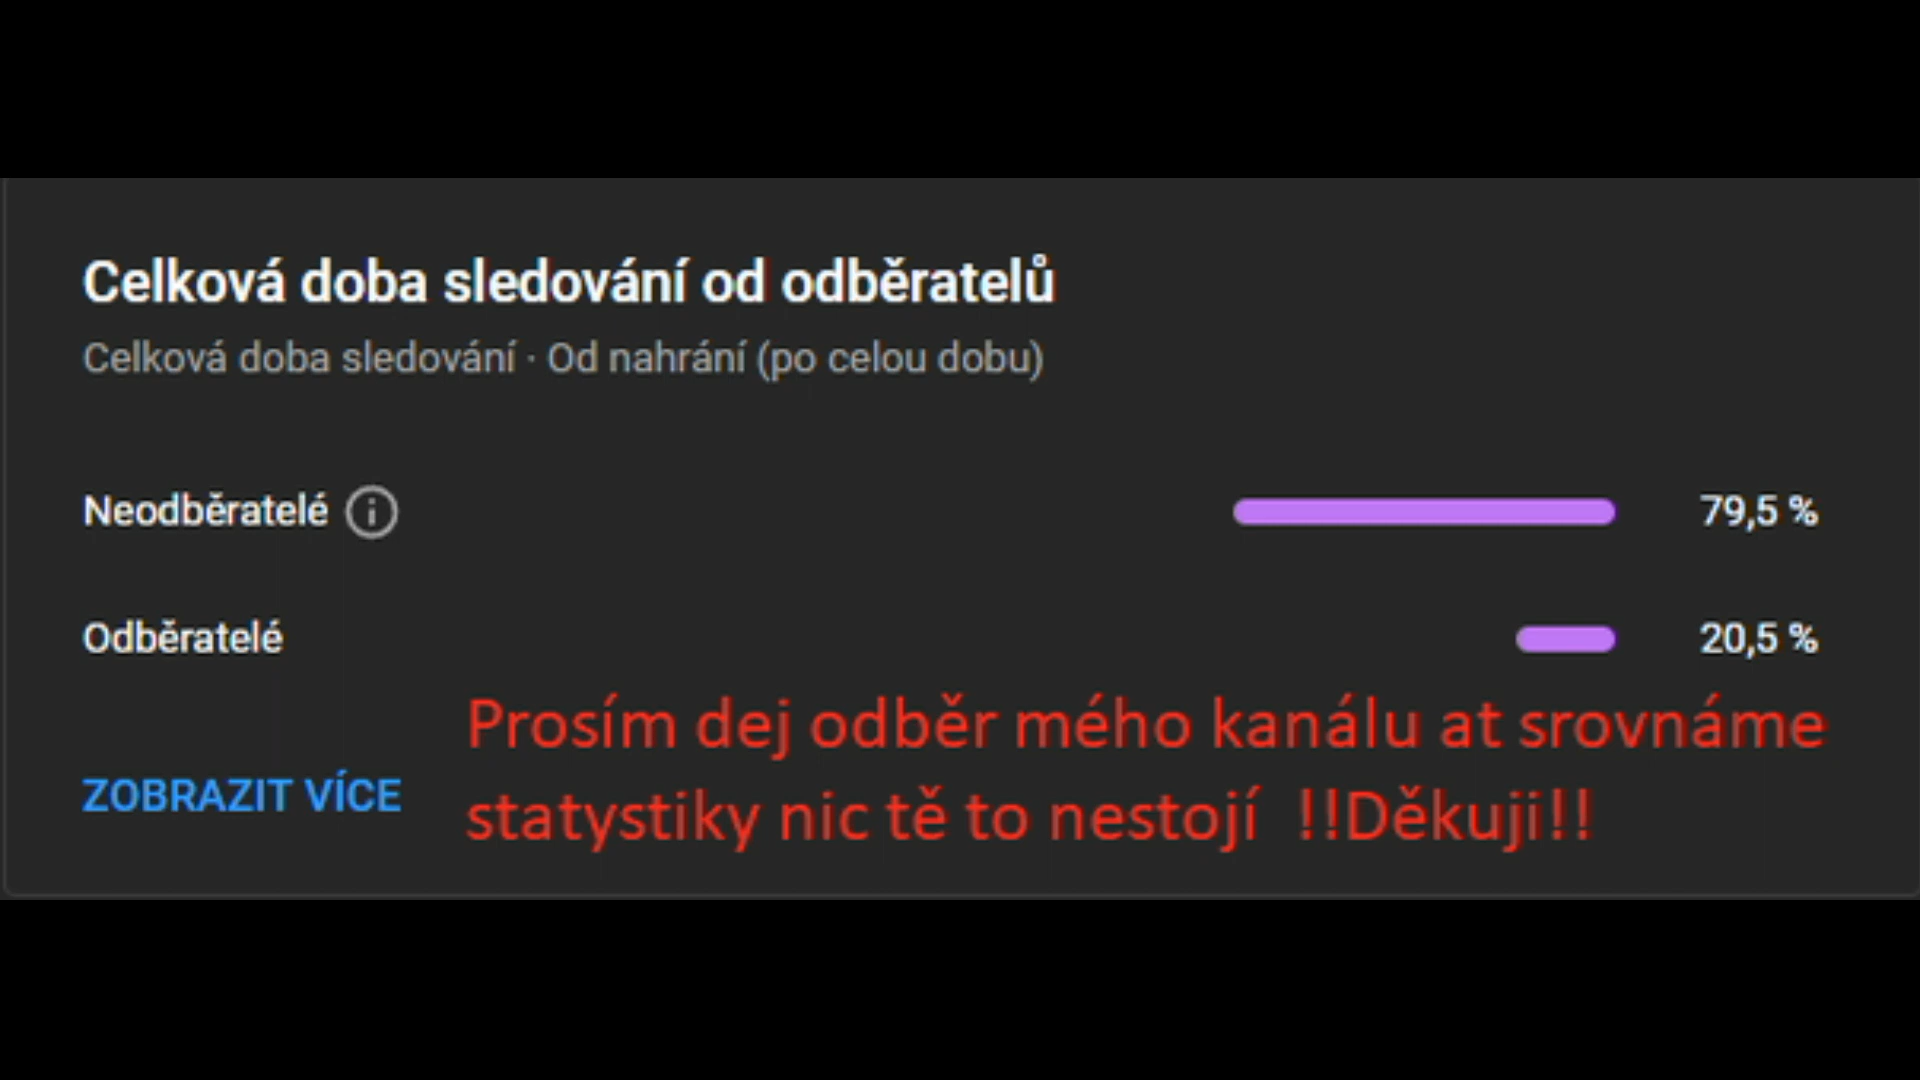 Celková doba sledování od odběratelů
Celková doba sledování · Od nahrání (po celou dobu)
Neodběratelé 79,5 %
Odběratelé 20,5 %
Prosím dej odběr mého kanálu at srovnáme
ZOBRAZIT VÍCE
statystiky nic tě to nestojí !!Děkuji!!